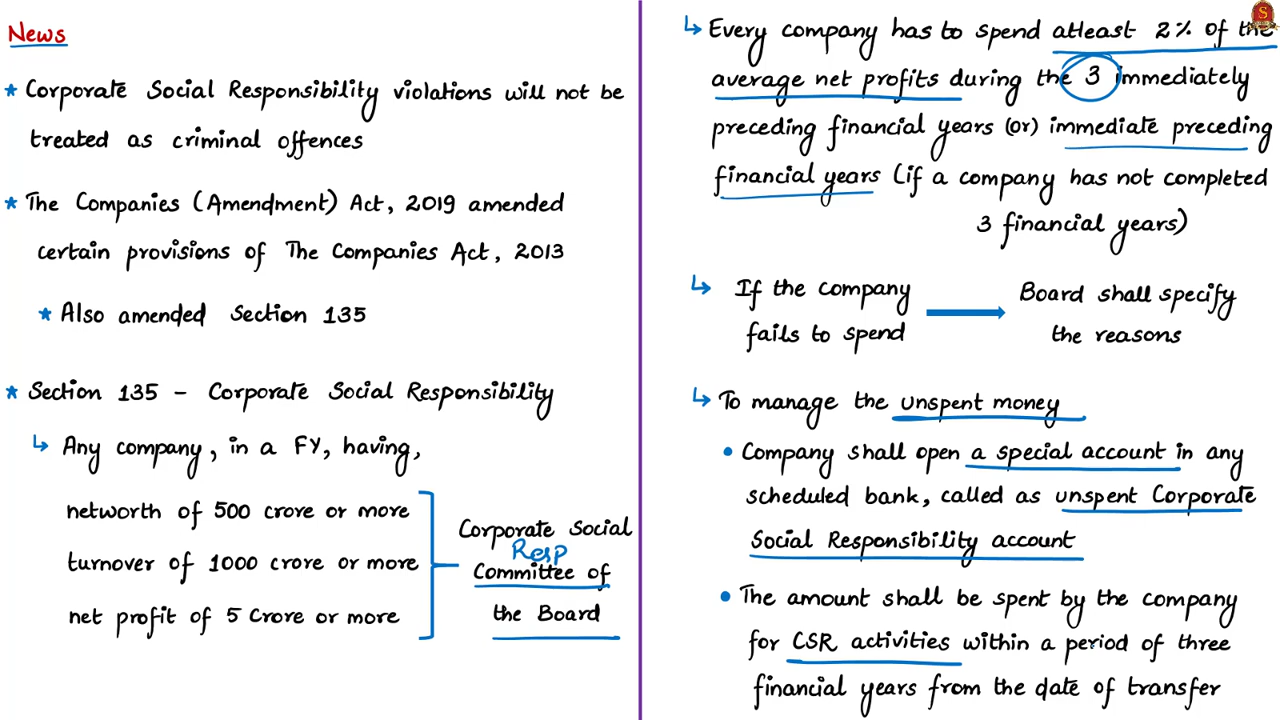 News
* Corporate Social Responsibility violations will not be
treated as criminal offences
* The Companies (Amendment) Act, 2019 amended
certain provisions of The Companies Act, 2013
* Also amended Section 135
* Section 135 - Corporate Social Responsibility
↳ Any company, in a FY, having,
networth of 500 crore or more
turnover of 1000 crore or more
net profit of 5 Crore or more
Corporate Social
Resp
Committee of
the Board
↳ Every company has to spend atleast 2% of the
average net profits during the 3 immediately
preceding financial years (or) immediate preceding
financial years (if a company has not completed
3 financial years)
↳ If the company
fails to spend
Board shall specify
the reasons
↳ To manage the unspent money
• Company shall open a special account in any
scheduled bank, called as unspent Corporate
Social Responsibility account
• The amount shall be spent by the company
for CSR activities within a period of three
financial years from the date of transfer
S